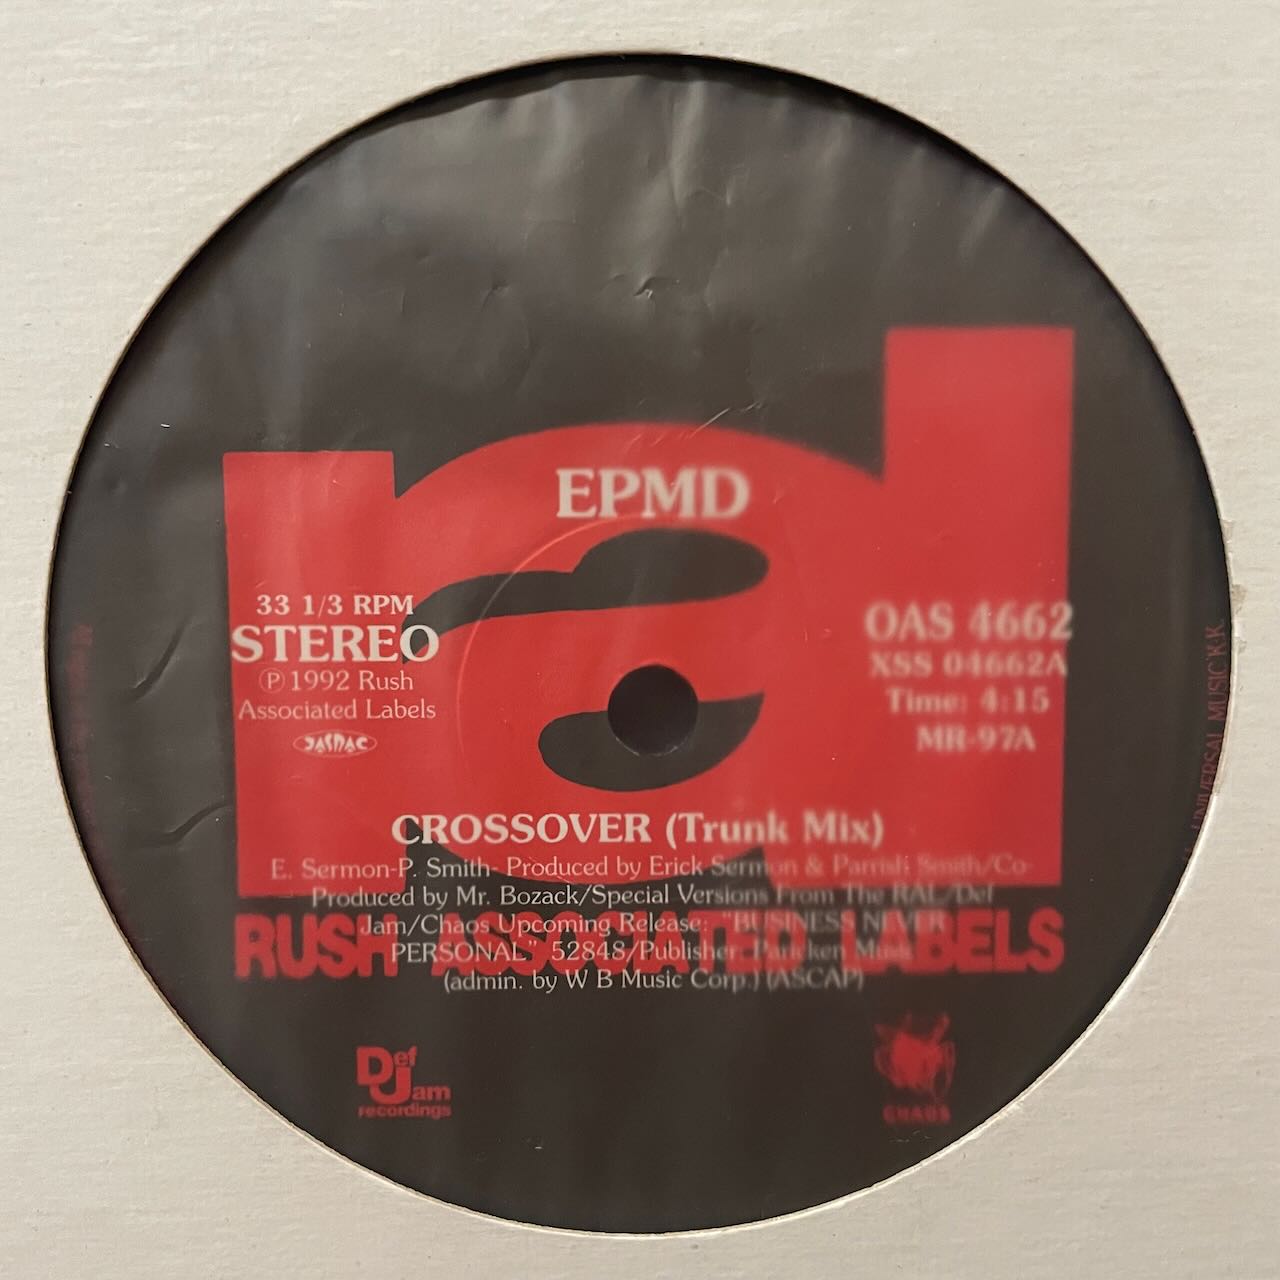 EPMD
33 1/3 RPM
STEREO
℗ 1992 Rush
Associated Labels
JASRAC
OAS 4662
XSS 04662A
Time: 4:15
MR-97A
CROSSOVER (Trunk Mix)
E. Sermon-P. Smith- Produced by Erick Sermon & Parrish Smith/Co-
Produced by Mr. Bozack/Special Versions From The RAL/Def
Jam/Chaos Upcoming Release: "BUSINESS NEVER
PERSONAL" 52848/Publisher: Paricken Music
(admin. by W B Music Corp.) (ASCAP)
RUSH ASSOCIATED LABELS
Def
Jam
recordings
CHAOS
UNIVERSAL MUSIC K.K.